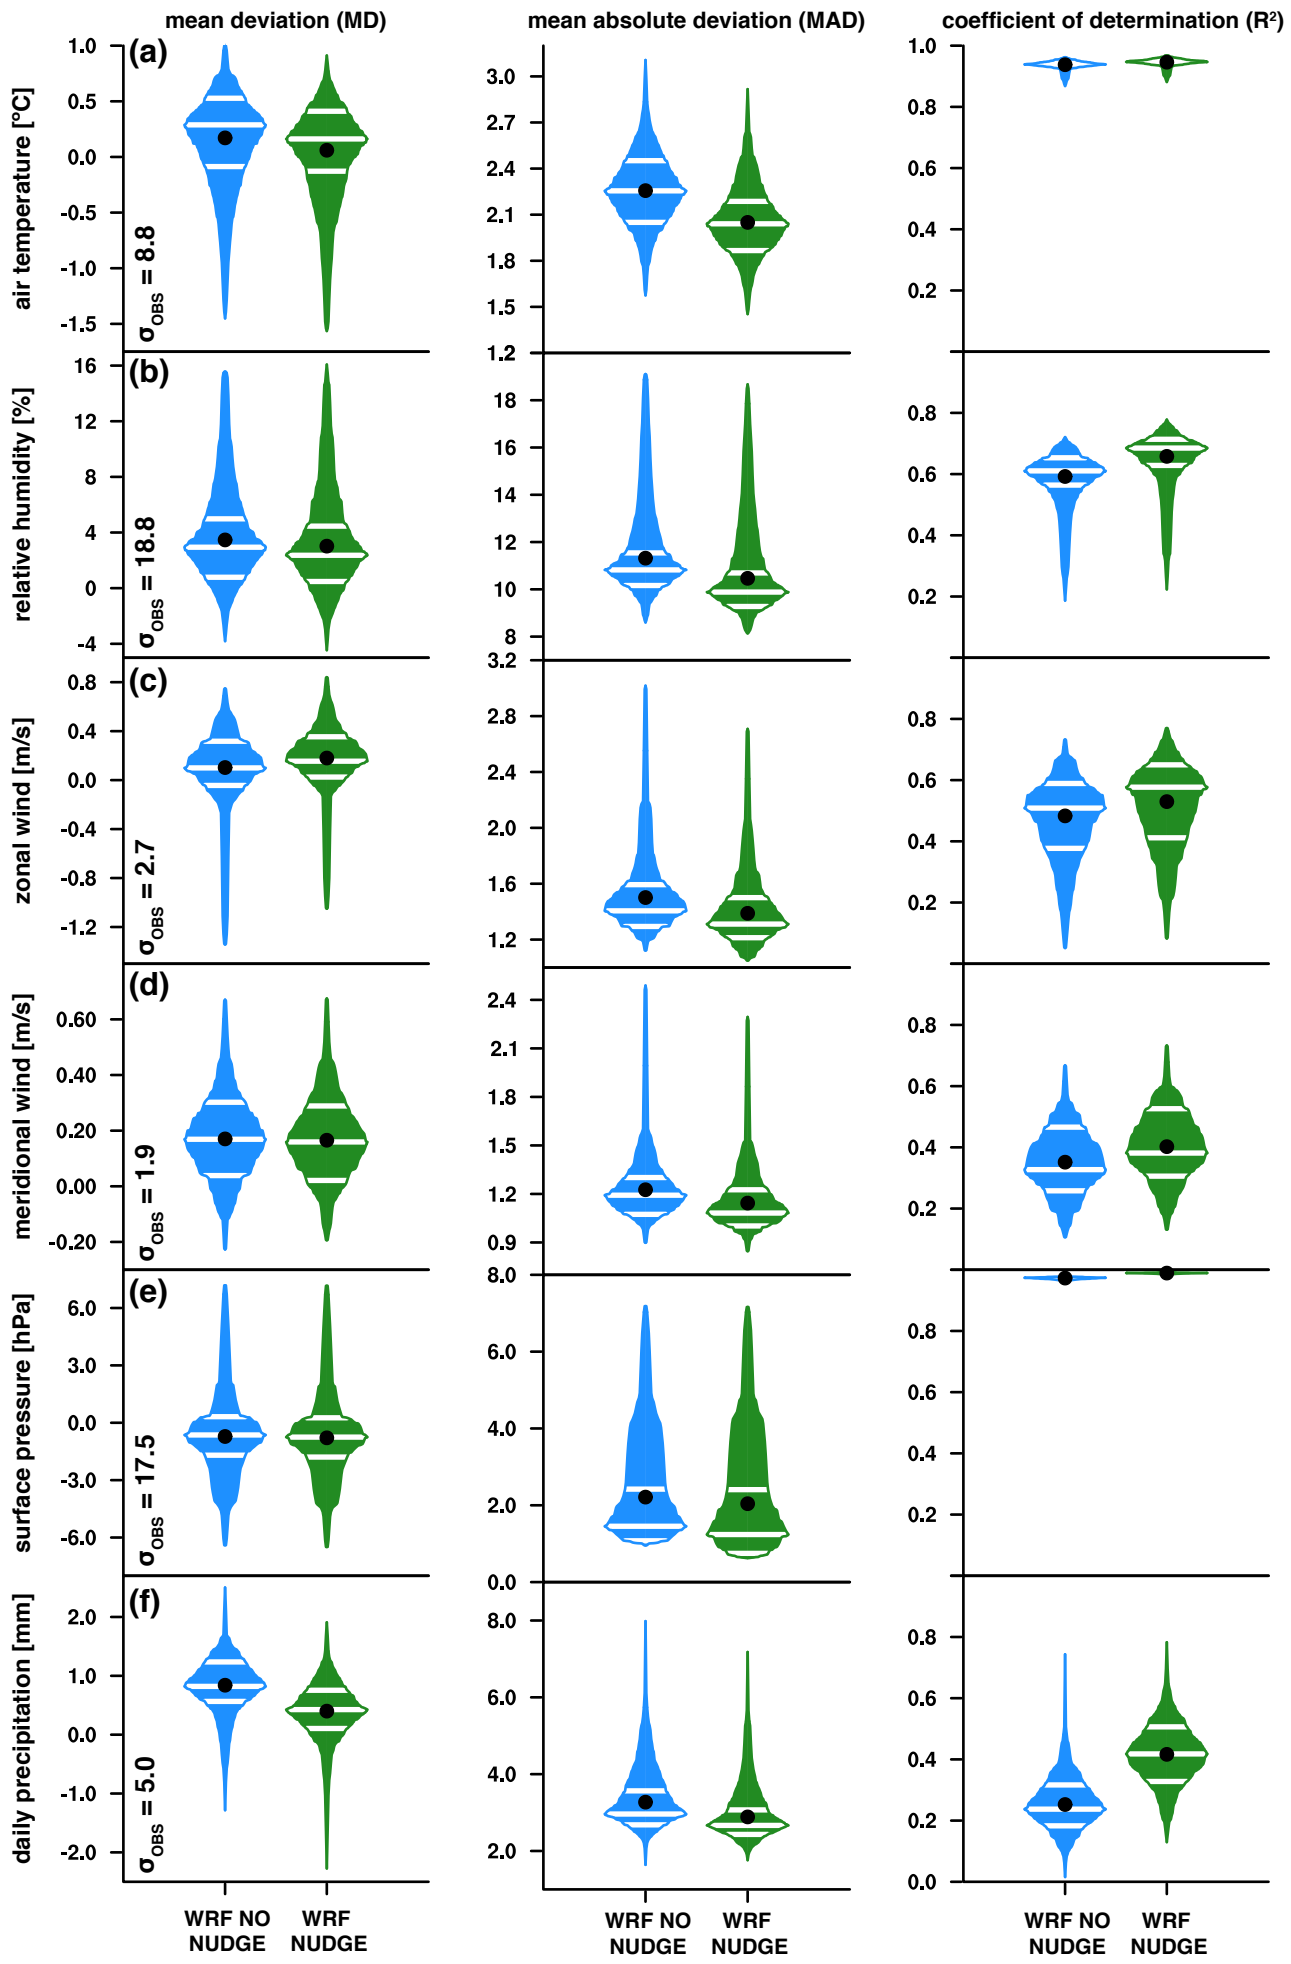 mean deviation (MD)
mean absolute deviation (MAD)
coefficient of determination (R²)
(a)
air temperature [°C]
1.0
0.5
0.0
-0.5
-1.0
-1.5
σOBS = 8.8
3.0
2.7
2.4
2.1
1.8
1.5
1.2
1.0
0.8
0.6
0.4
0.2
(b)
relative humidity [%]
16
12
8
4
0
-4
σOBS = 18.8
18
16
14
12
10
8
0.8
0.6
0.4
0.2
(c)
zonal wind [m/s]
0.8
0.4
0.0
-0.4
-0.8
-1.2
σOBS = 2.7
3.2
2.8
2.4
2.0
1.6
1.2
0.8
0.6
0.4
0.2
(d)
meridional wind [m/s]
0.60
0.40
0.20
0.00
-0.20
σOBS = 1.9
2.4
2.1
1.8
1.5
1.2
0.9
0.8
0.6
0.4
0.2
(e)
surface pressure [hPa]
6.0
3.0
0.0
-3.0
-6.0
σOBS = 17.5
8.0
6.0
4.0
2.0
0.0
0.8
0.6
0.4
0.2
(f)
daily precipitation [mm]
2.0
1.0
0.0
-1.0
-2.0
σOBS = 5.0
8.0
6.0
4.0
2.0
0.8
0.6
0.4
0.2
0.0
WRF NO
NUDGE
WRF
NUDGE
WRF NO
NUDGE
WRF
NUDGE
WRF NO
NUDGE
WRF
NUDGE